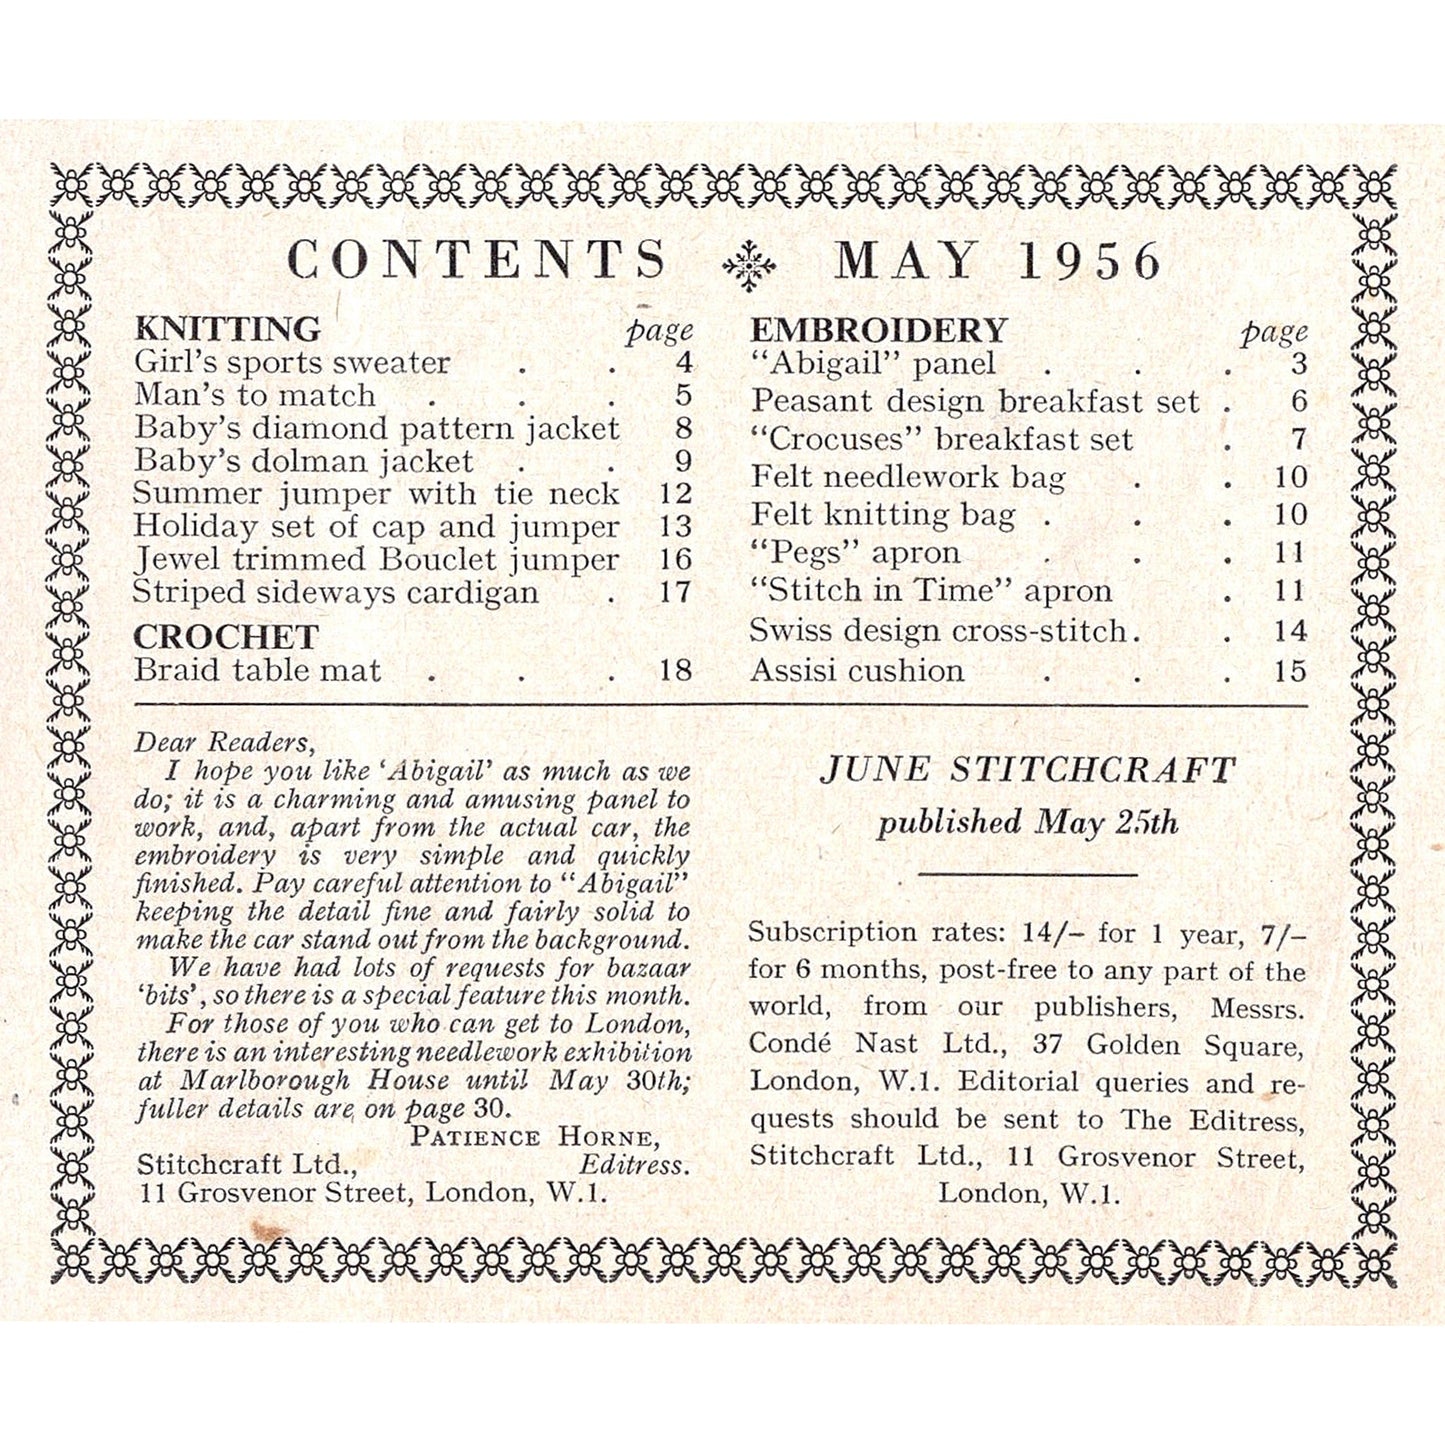 CONTENTS MAY 1956
KNITTING page
Girl's sports sweater . . 4
Man's to match . . . 5
Baby's diamond pattern jacket 8
Baby's dolman jacket . . 9
Summer jumper with tie neck 12
Holiday set of cap and jumper 13
Jewel trimmed Bouclet jumper 16
Striped sideways cardigan . 17
CROCHET
Braid table mat . . . 18
EMBROIDERY page
“Abigail” panel . . . 3
Peasant design breakfast set . 6
“Crocuses” breakfast set . 7
Felt needlework bag . . 10
Felt knitting bag . . . 10
“Pegs” apron . . . 11
“Stitch in Time” apron . 11
Swiss design cross-stitch. . 14
Assisi cushion . . . 15
Dear Readers,
I hope you like ‘Abigail’ as much as we
do; it is a charming and amusing panel to
work, and, apart from the actual car, the
embroidery is very simple and quickly
finished. Pay careful attention to “Abigail”
keeping the detail fine and fairly solid to
make the car stand out from the background.
We have had lots of requests for bazaar
‘bits’, so there is a special feature this month.
For those of you who can get to London,
there is an interesting needlework exhibition
at Marlborough House until May 30th;
fuller details are on page 30.
PATIENCE HORNE,
Stitchcraft Ltd., Editress.
11 Grosvenor Street, London, W.1.
JUNE STITCHCRAFT
published May 25th
Subscription rates: 14/– for 1 year, 7/–
for 6 months, post-free to any part of the
world, from our publishers, Messrs.
Condé Nast Ltd., 37 Golden Square,
London, W.1. Editorial queries and re-
quests should be sent to The Editress,
Stitchcraft Ltd., 11 Grosvenor Street,
London, W.1.